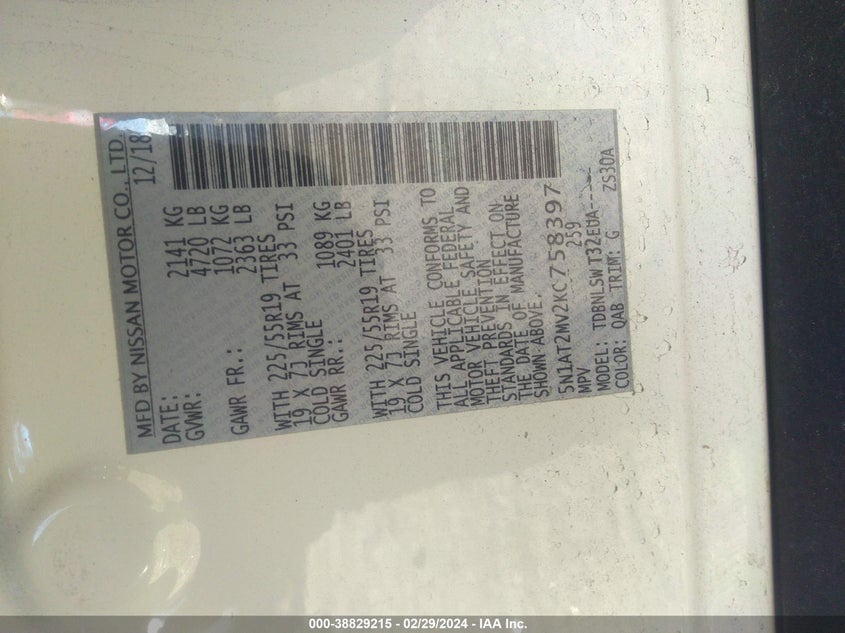 MFD BY NISSAN MOTOR CO., LTD.
DATE: 12/18
GVWR: 2141 KG
4720 LB
GAWR FR.: 1072 KG
2363 LB
WITH 225/55R19 TIRES
19 X 7J RIMS AT 33 PSI
COLD SINGLE
GAWR RR.: 1089 KG
2401 LB
WITH 225/55R19 TIRES
19 X 7J RIMS AT 33 PSI
COLD SINGLE
THIS VEHICLE CONFORMS TO
ALL APPLICABLE FEDERAL
MOTOR VEHICLE SAFETY AND
THEFT PREVENTION
STANDARDS IN EFFECT ON
THE DATE OF MANUFACTURE
SHOWN ABOVE.
5N1AT2MV2KC758397
MPV 259
MODEL: TDBNLSWT32EUA-----
COLOR: QAB TRIM: G ZS30A
000-38829215 - 02/29/2024 - IAA Inc.